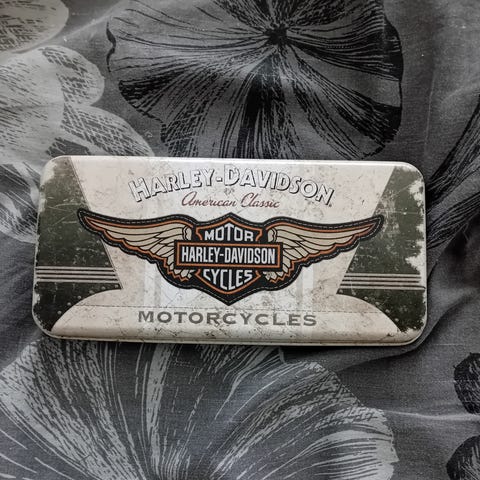 HARLEY-DAVIDSON
American Classic
MOTOR
HARLEY-DAVIDSON
CYCLES
MOTORCYCLES